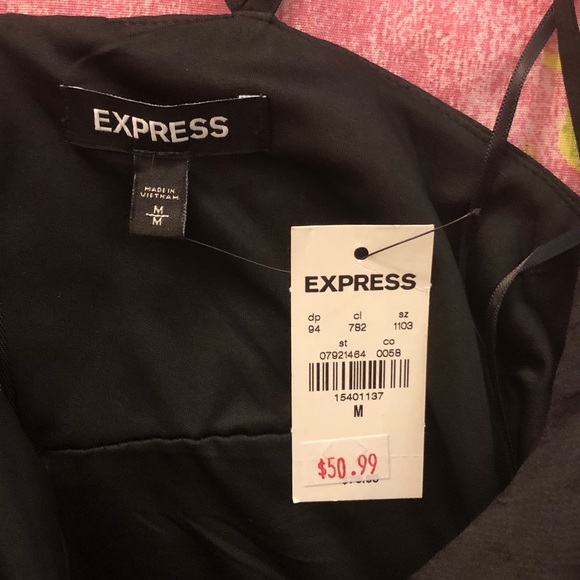 EXPRESS
MADE IN
VIETNAM
M
M
EXPRESS
dp cl sz
94 782 1103
st co
07921464 0058
15401137
M
$50.99